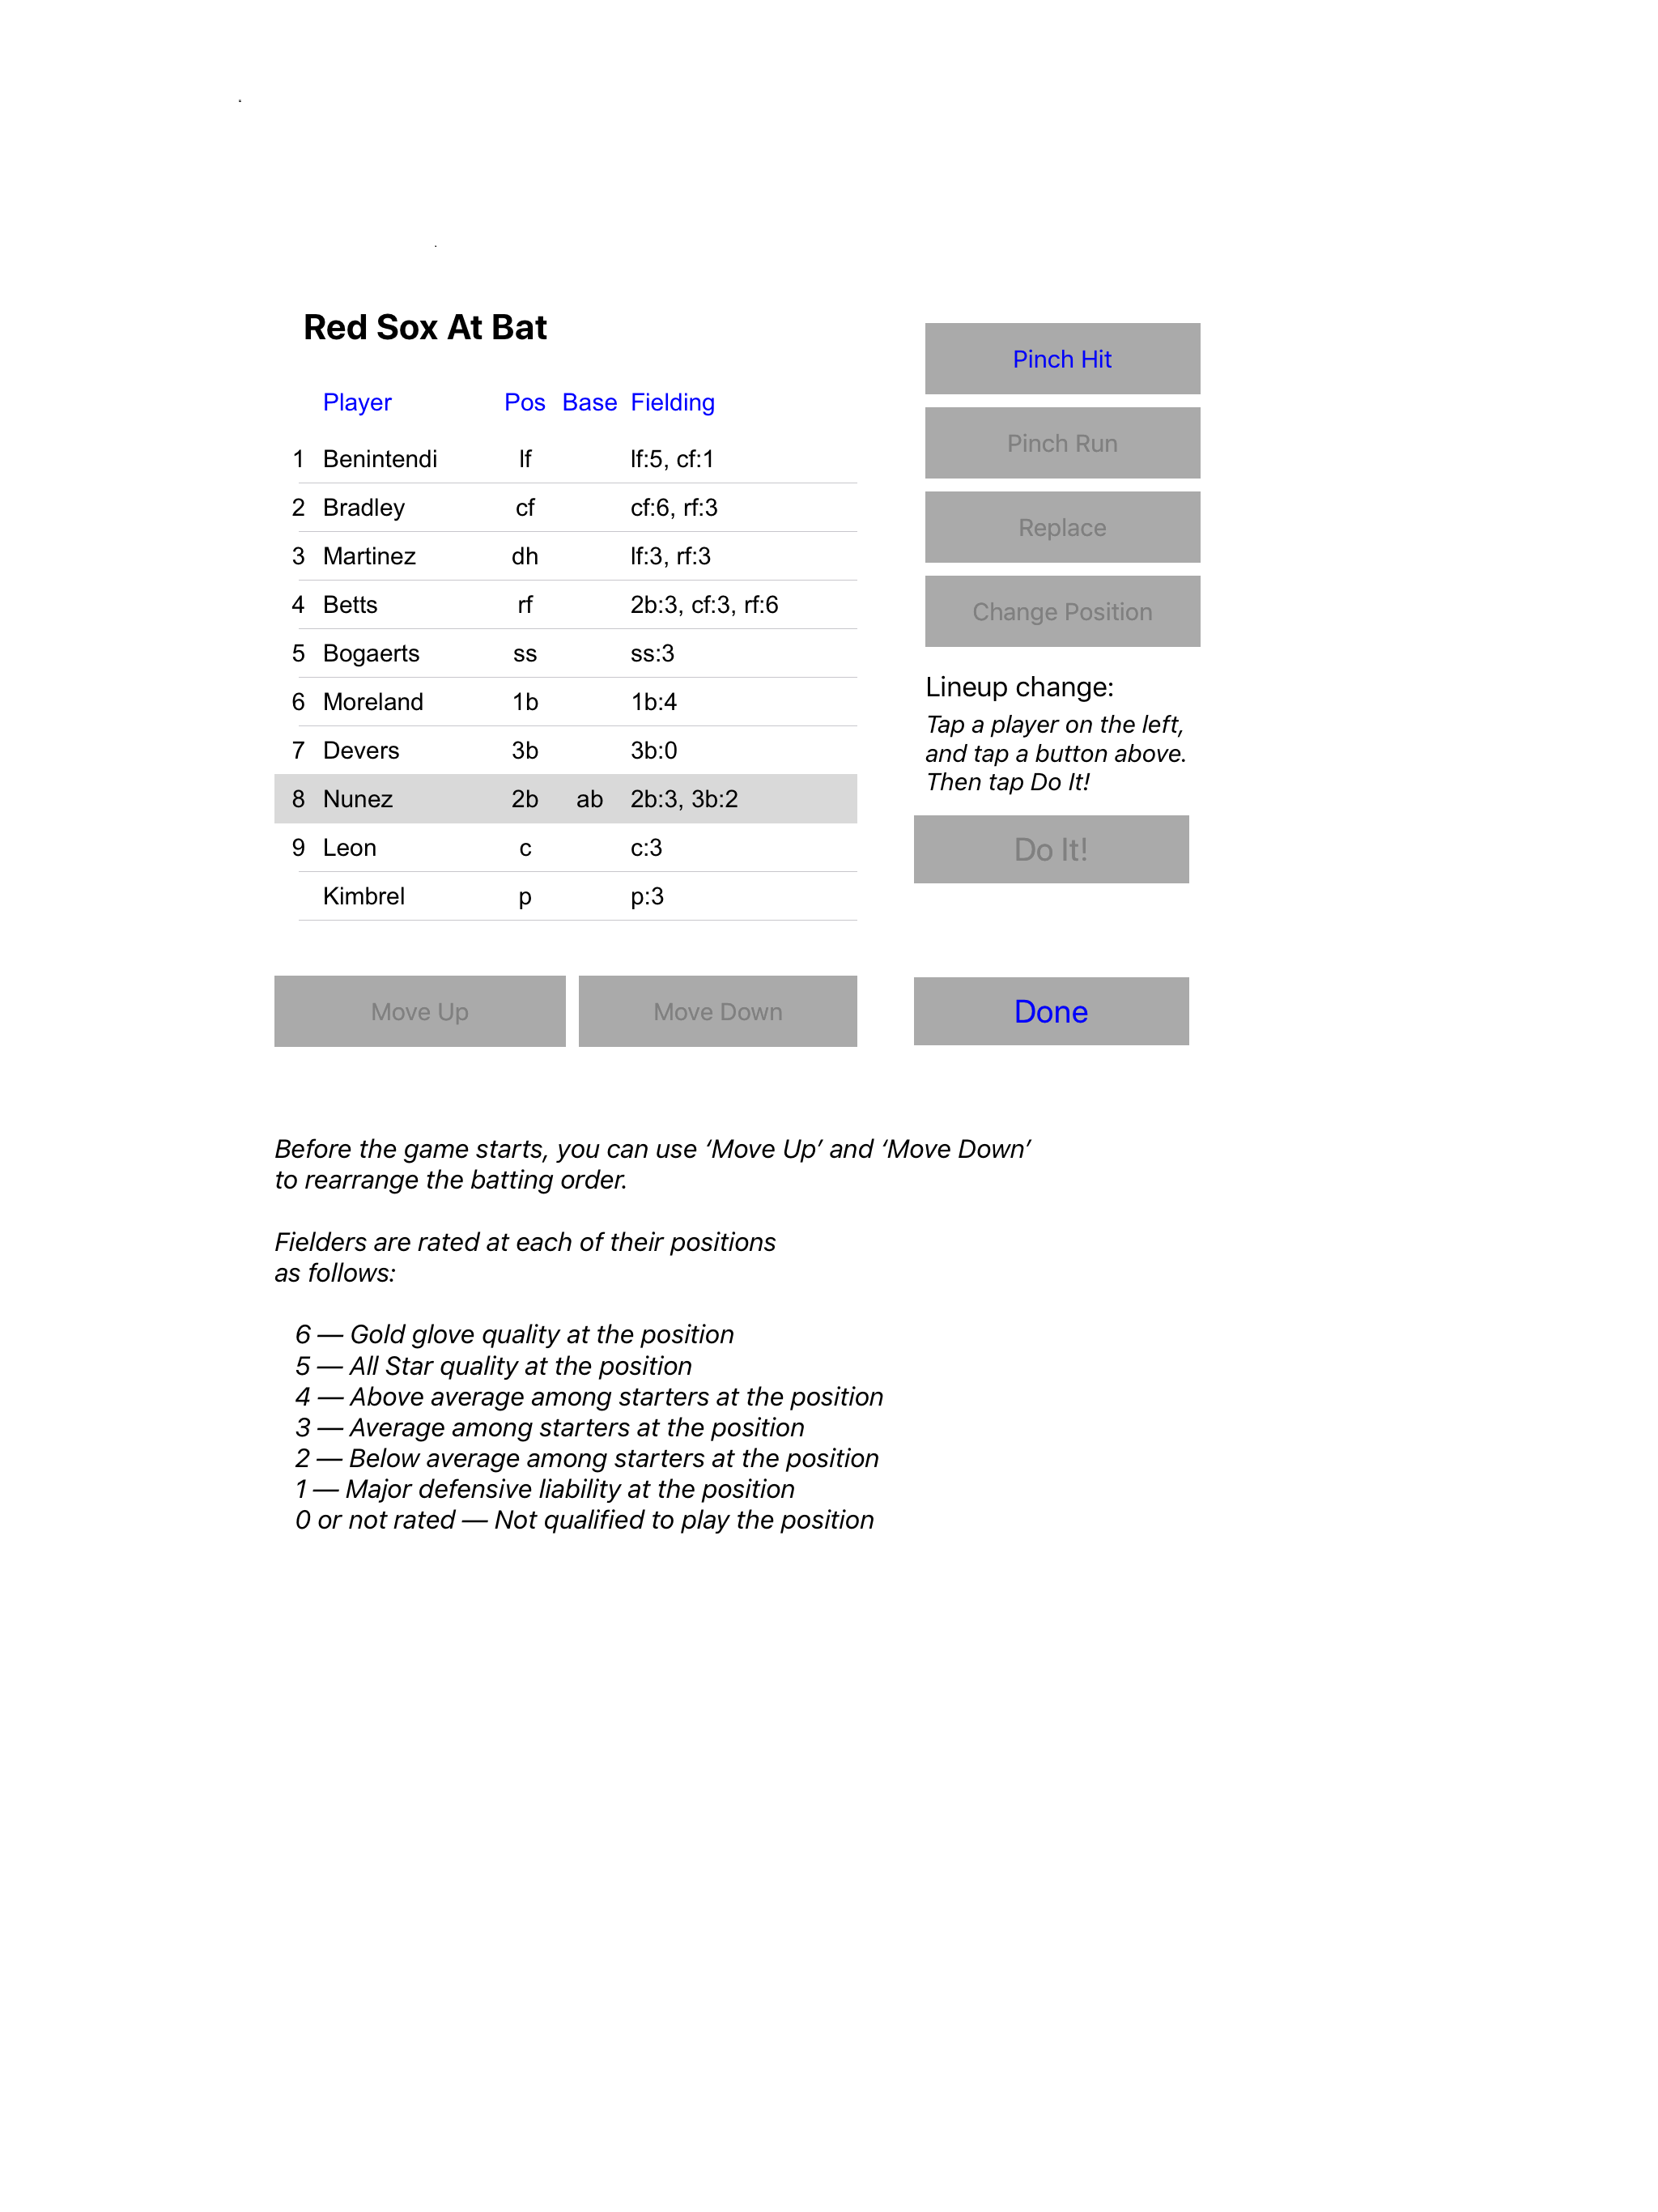 Red Sox At Bat
Player Pos Base Fielding
1 Benintendi lf lf:5, cf:1
2 Bradley cf cf:6, rf:3
3 Martinez dh lf:3, rf:3
4 Betts rf 2b:3, cf:3, rf:6
5 Bogaerts ss ss:3
6 Moreland 1b 1b:4
7 Devers 3b 3b:0
8 Nunez 2b ab 2b:3, 3b:2
9 Leon c c:3
Kimbrel p p:3
Move Up Move Down
Pinch Hit
Pinch Run
Replace
Change Position
Lineup change:
Tap a player on the left,
and tap a button above.
Then tap Do It!
Do It!
Done
Before the game starts, you can use ‘Move Up’ and ‘Move Down’
to rearrange the batting order.
Fielders are rated at each of their positions
as follows:
6 — Gold glove quality at the position
5 — All Star quality at the position
4 — Above average among starters at the position
3 — Average among starters at the position
2 — Below average among starters at the position
1 — Major defensive liability at the position
0 or not rated — Not qualified to play the position